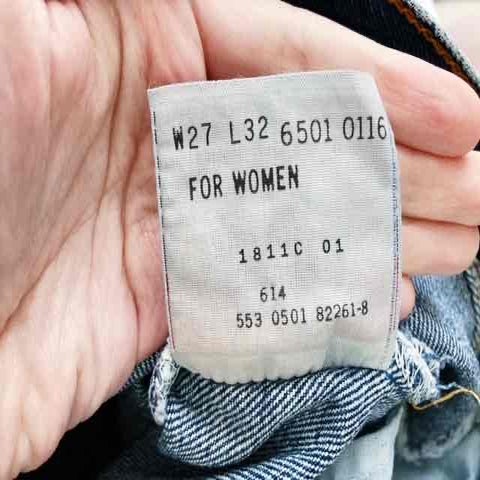 W27 L32 6501 0116
FOR WOMEN
1811C 01
614
553 0501 82261-8